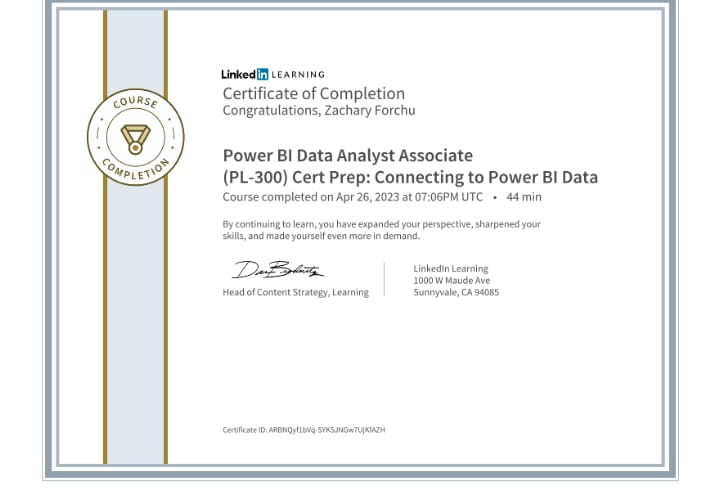 LinkedIn LEARNING
Certificate of Completion
Congratulations, Zachary Forchu
COURSE
COMPLETION
Power BI Data Analyst Associate
(PL-300) Cert Prep: Connecting to Power BI Data
Course completed on Apr 26, 2023 at 07:06PM UTC • 44 min
By continuing to learn, you have expanded your perspective, sharpened your
skills, and made yourself even more in demand.
Head of Content Strategy, Learning
LinkedIn Learning
1000 W Maude Ave
Sunnyvale, CA 94085
Certificate ID: